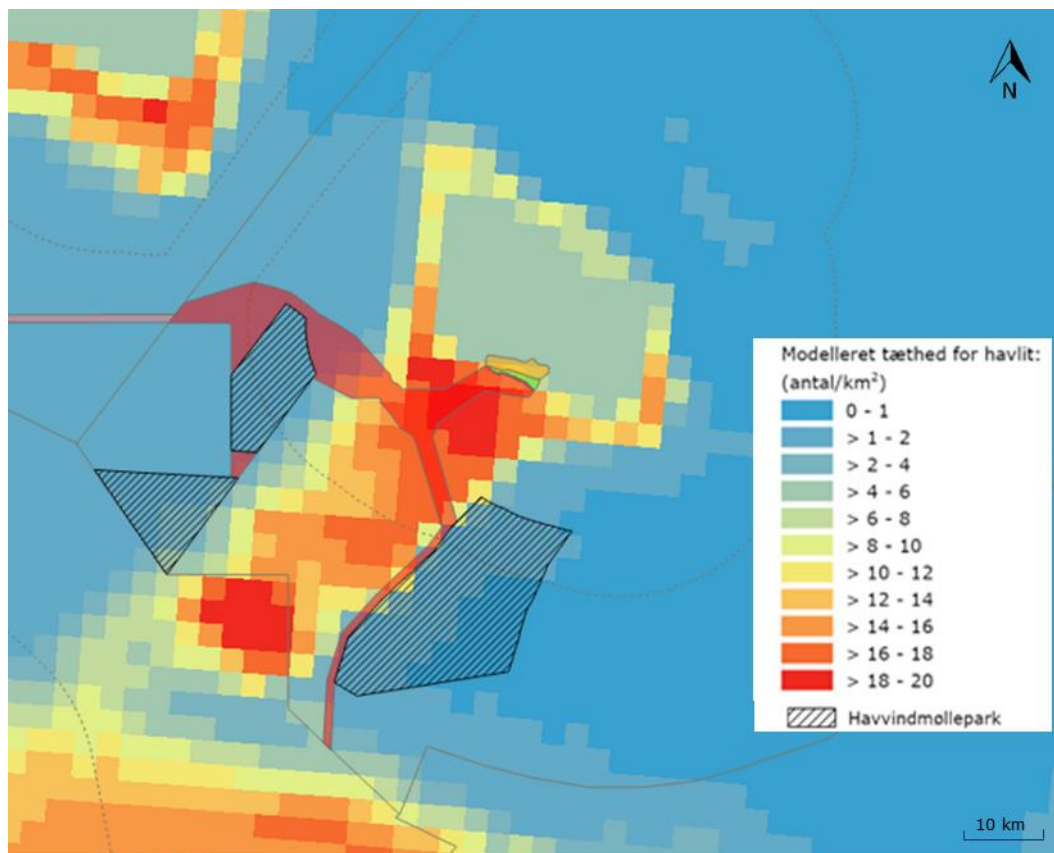 N
Modelleret tæthed for havlit:
(antal/km²)
0 - 1
> 1 - 2
> 2 - 4
> 4 - 6
> 6 - 8
> 8 - 10
> 10 - 12
> 12 - 14
> 14 - 16
> 16 - 18
> 18 - 20
Havvindmøllepark
10 km